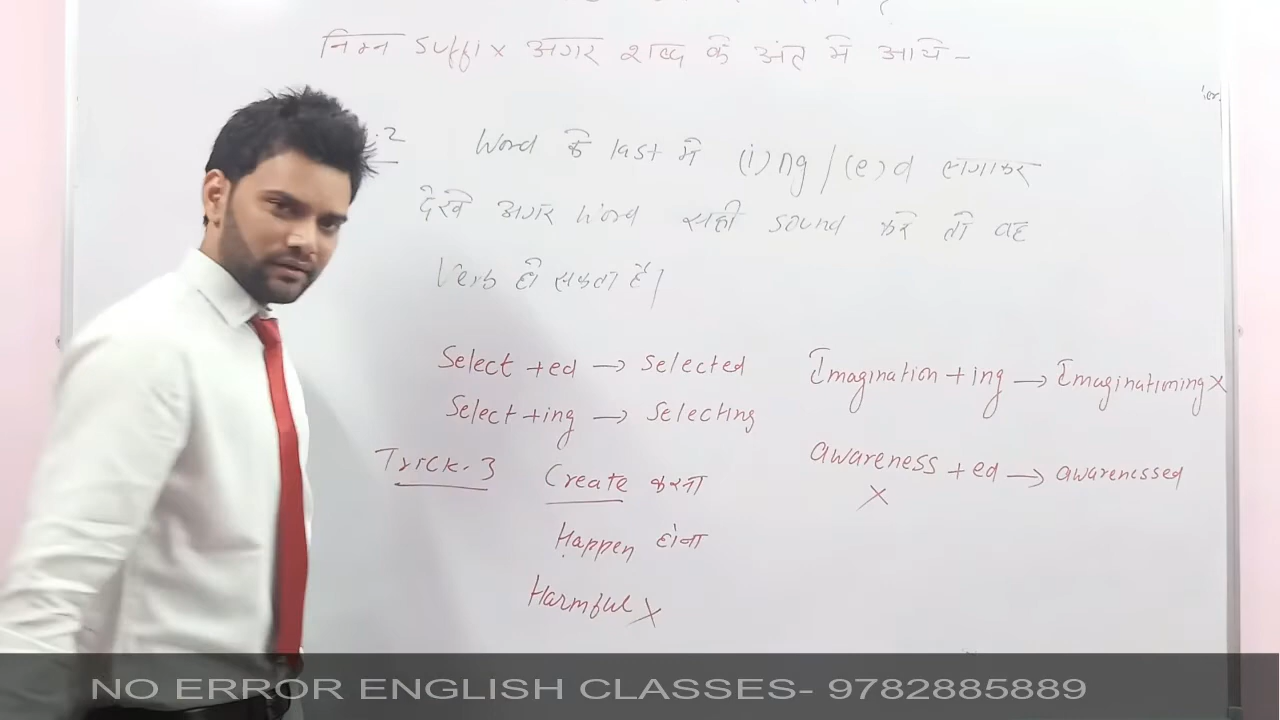 निम्न suffix अगर शब्द के अंत मे आये -
.2 Word के last मे (i)ng / (e)d लगाकर
देखे अगर Word सही sound करे तो वह
Verb हो सकता है।
Select + ed → selected
Imagination + ing → Imaginationing X
Select + ing → selecting
awareness + ed → awarenessed
X
Trick. 3
Create करना
Happen होना
Harmful X
NO ERROR ENGLISH CLASSES- 9782885889